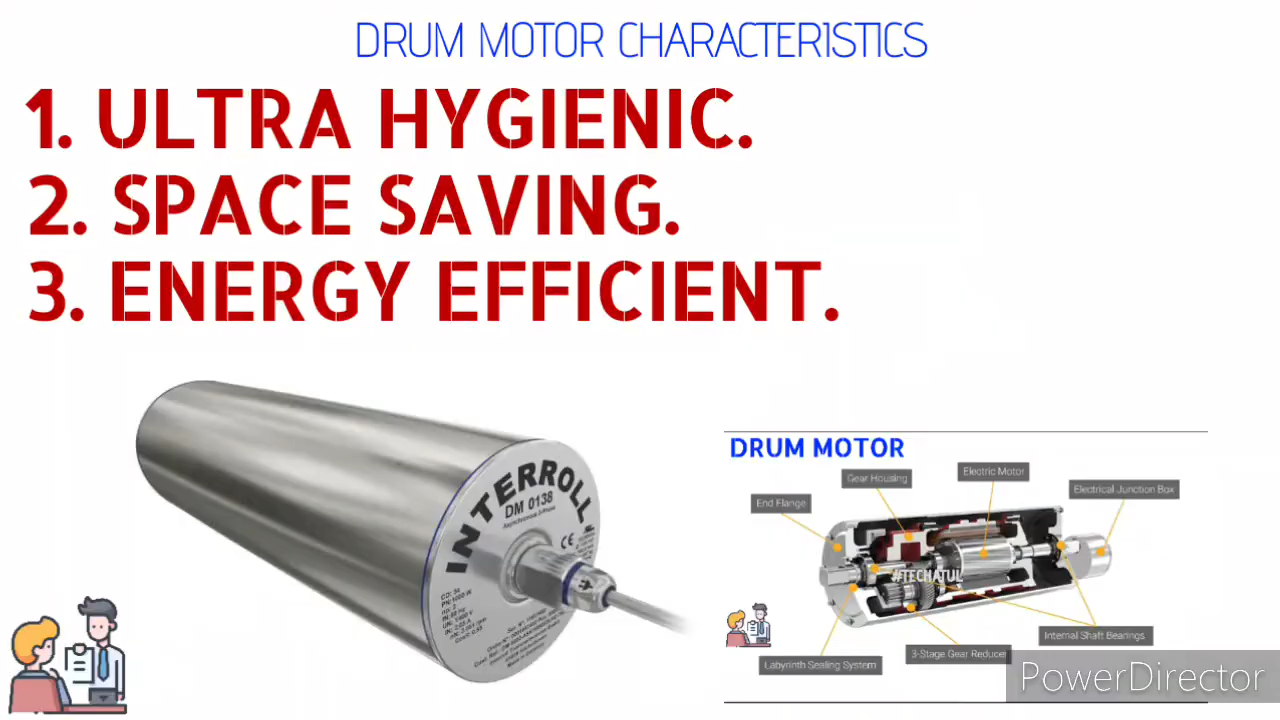 DRUM MOTOR CHARACTERISTICS
1. ULTRA HYGIENIC.
2. SPACE SAVING.
3. ENERGY EFFICIENT.
INTERROLL
DM 0138
CE
DRUM MOTOR
Electric Motor
Gear Housing
Electrical Junction Box
End Flange
#TECHATUL
Internal Shaft Bearings
3-Stage Gear Reducer
Labyrinth Sealing System
PowerDirector